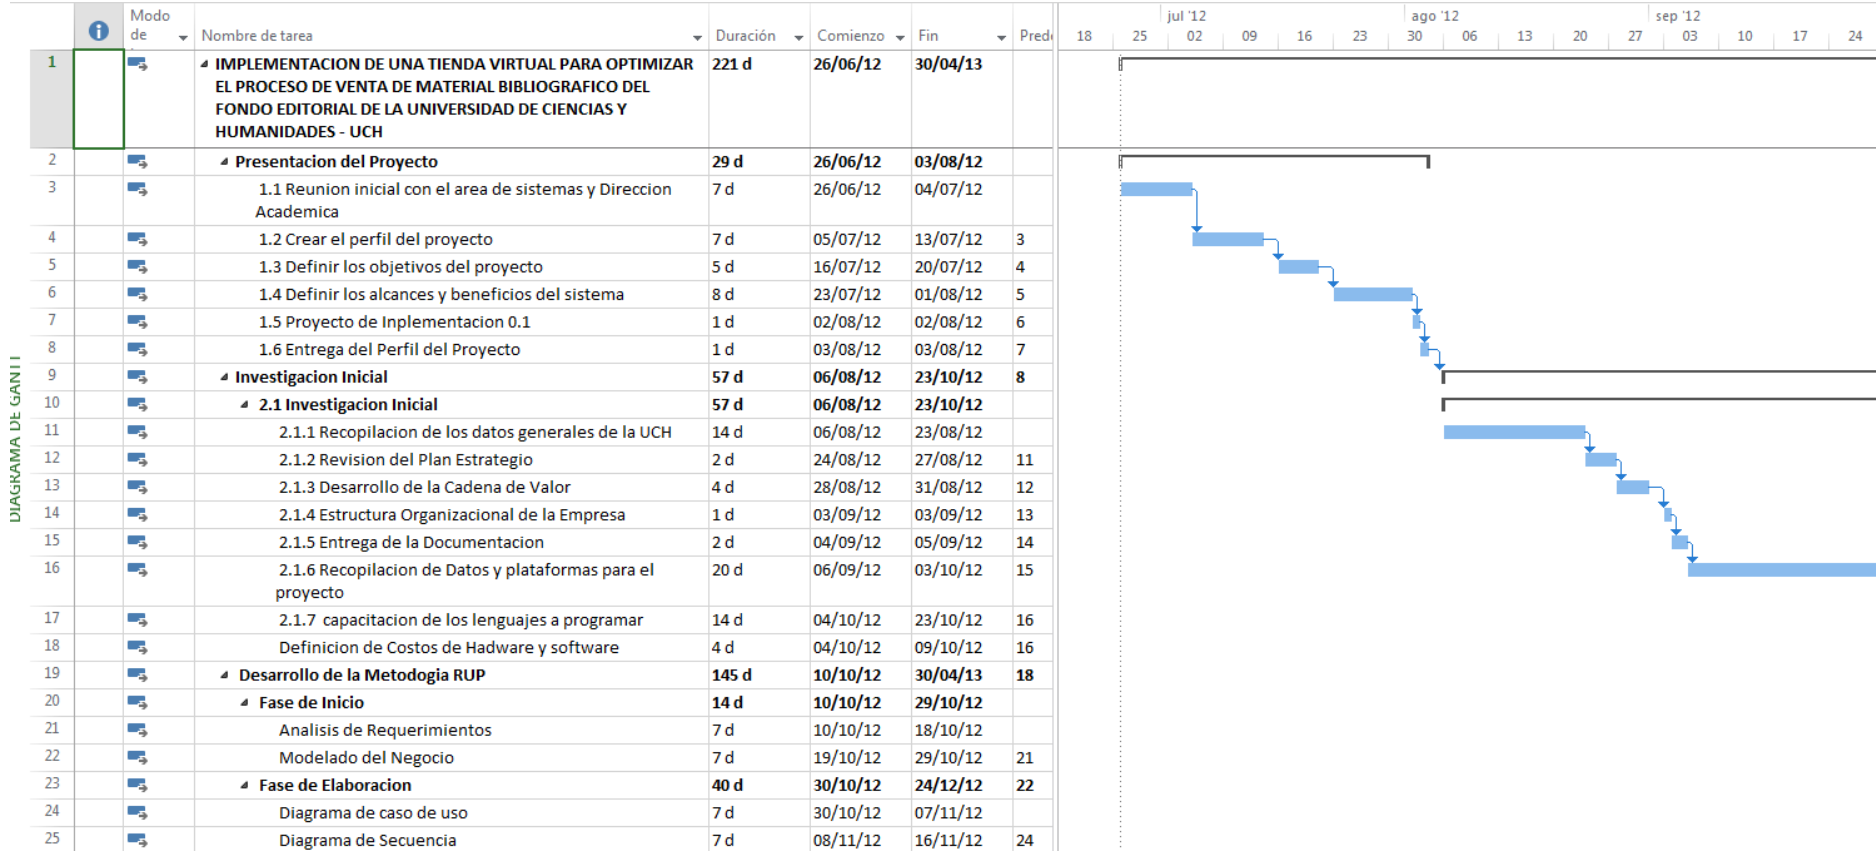 Modo de
Nombre de tarea Duración Comienzo Fin
jul '12 ago '12 sep '12
18 25 02 09 16 23 30 06 13 20 27 03 10 17 24
DIAGRAMA DE GANTT
1 IMPLEMENTACION DE UNA TIENDA VIRTUAL PARA OPTIMIZAR 221 d 26/06/12 30/04/13
EL PROCESO DE VENTA DE MATERIAL BIBLIOGRAFICO DEL
FONDO EDITORIAL DE LA UNIVERSIDAD DE CIENCIAS Y
HUMANIDADES - UCH
2 Presentacion del Proyecto 29 d 26/06/12 03/08/12
3 1.1 Reunion inicial con el area de sistemas y Direccion 7 d 26/06/12 04/07/12
Academica
4 1.2 Crear el perfil del proyecto 7 d 05/07/12 13/07/12 3
5 1.3 Definir los objetivos del proyecto 5 d 16/07/12 20/07/12 4
6 1.4 Definir los alcances y beneficios del sistema 8 d 23/07/12 01/08/12 5
7 1.5 Proyecto de Inplementacion 0.1 1 d 02/08/12 02/08/12 6
8 1.6 Entrega del Perfil del Proyecto 1 d 03/08/12 03/08/12 7
9 Investigacion Inicial 57 d 06/08/12 23/10/12 8
10 2.1 Investigacion Inicial 57 d 06/08/12 23/10/12
11 2.1.1 Recopilacion de los datos generales de la UCH 14 d 06/08/12 23/08/12
12 2.1.2 Revision del Plan Estrategio 2 d 24/08/12 27/08/12 11
13 2.1.3 Desarrollo de la Cadena de Valor 4 d 28/08/12 31/08/12 12
14 2.1.4 Estructura Organizacional de la Empresa 1 d 03/09/12 03/09/12 13
15 2.1.5 Entrega de la Documentacion 2 d 04/09/12 05/09/12 14
16 2.1.6 Recopilacion de Datos y plataformas para el 20 d 06/09/12 03/10/12 15
proyecto
17 2.1.7 capacitacion de los lenguajes a programar 14 d 04/10/12 23/10/12 16
18 Definicion de Costos de Hadware y software 4 d 04/10/12 09/10/12 16
19 Desarrollo de la Metodogia RUP 145 d 10/10/12 30/04/13 18
20 Fase de Inicio 14 d 10/10/12 29/10/12
21 Analisis de Requerimientos 7 d 10/10/12 18/10/12
22 Modelado del Negocio 7 d 19/10/12 29/10/12 21
23 Fase de Elaboracion 40 d 30/10/12 24/12/12 22
24 Diagrama de caso de uso 7 d 30/10/12 07/11/12
25 Diagrama de Secuencia 7 d 08/11/12 16/11/12 24